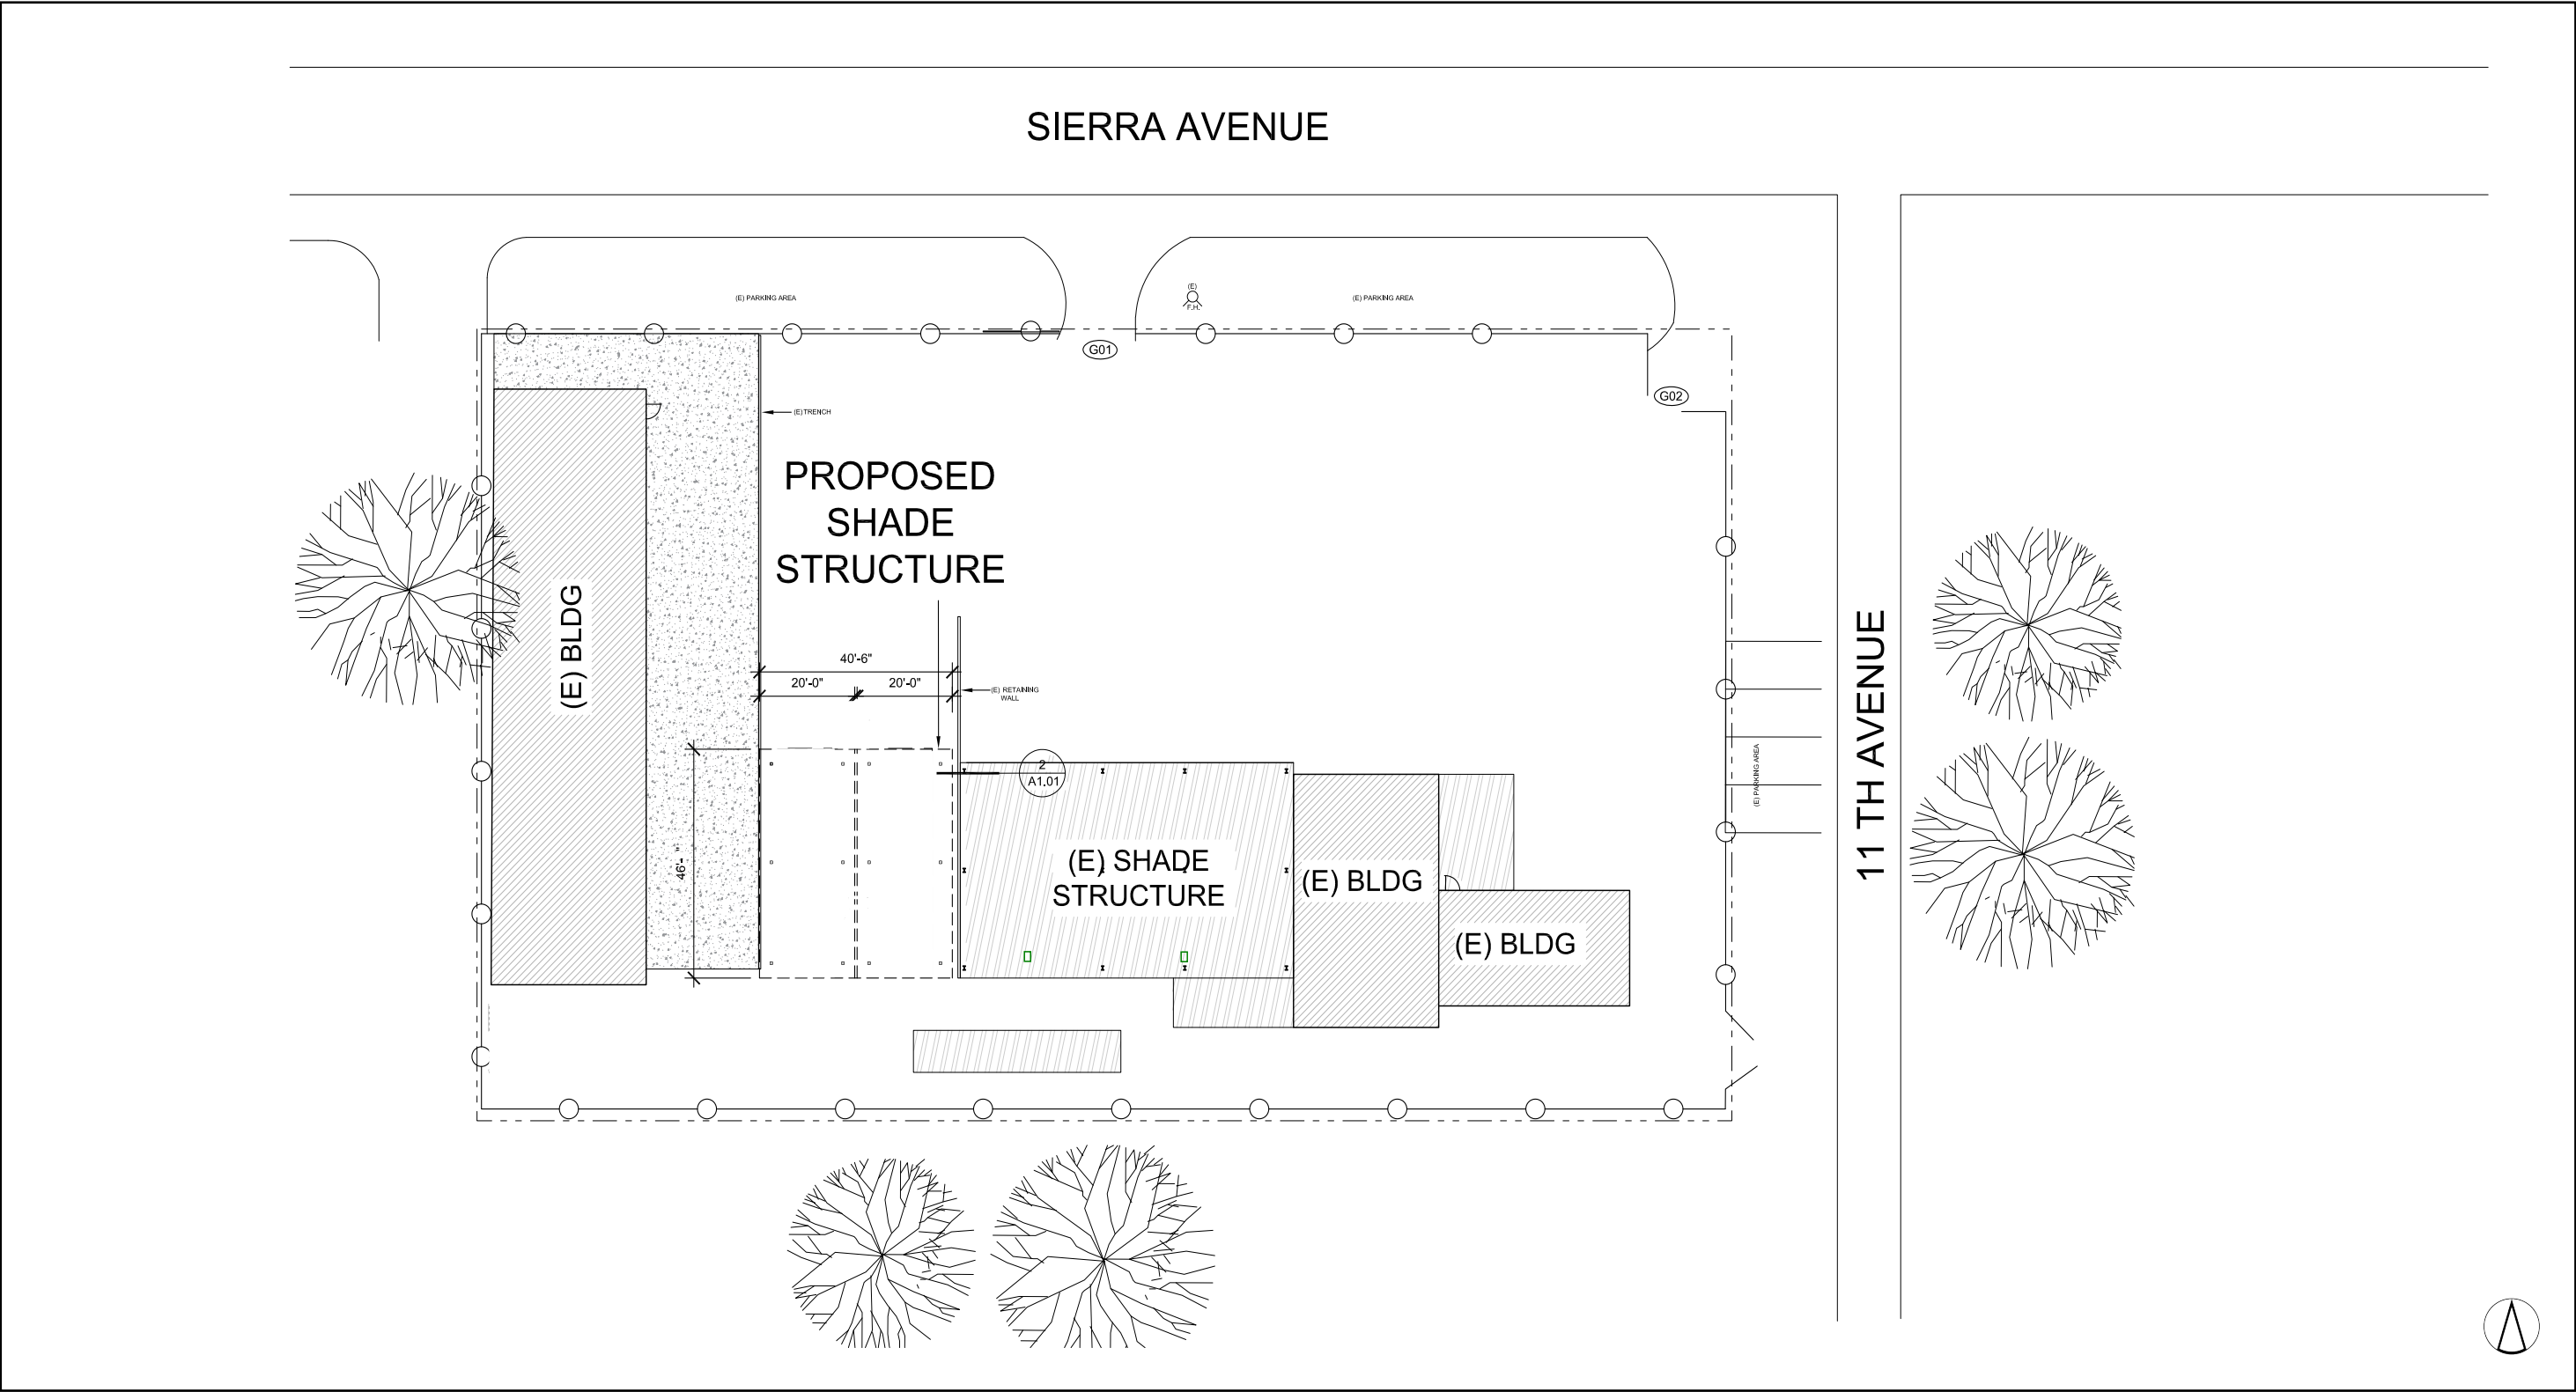 SIERRA AVENUE
(E) PARKING AREA
(E)
F.H.
(E) PARKING AREA
G01
G02
(E) TRENCH
PROPOSED
SHADE
STRUCTURE
(E) BLDG
40'-6"
20'-0"
20'-0"
(E) RETAINING
WALL
46'- "
2
A1.01
(E) SHADE
STRUCTURE
(E) BLDG
(E) BLDG
(E) PARKING AREA
11 TH AVENUE